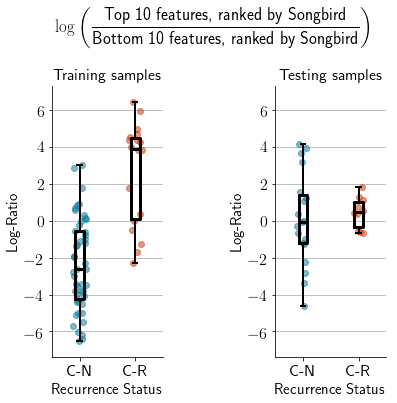 log ( Top 10 features, ranked by Songbird / Bottom 10 features, ranked by Songbird )
Training samples
6
4
2
0
−2
−4
−6
Log-Ratio
C-N C-R
Recurrence Status
Testing samples
6
4
2
0
−2
−4
−6
Log-Ratio
C-N C-R
Recurrence Status